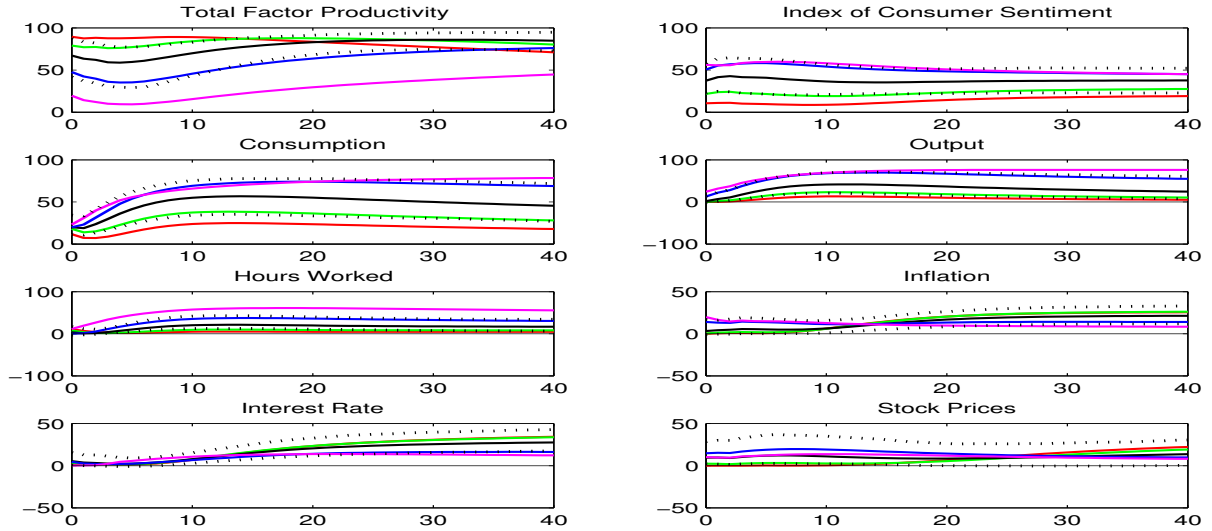 Total Factor Productivity
100
50
0
0 10 20 30 40
Index of Consumer Sentiment
100
50
0
0 10 20 30 40
Consumption
100
50
0
0 10 20 30 40
Output
100
0
−100
0 10 20 30 40
Hours Worked
100
0
−100
0 10 20 30 40
Inflation
50
0
−50
0 10 20 30 40
Interest Rate
50
0
−50
0 10 20 30 40
Stock Prices
50
0
−50
0 10 20 30 40